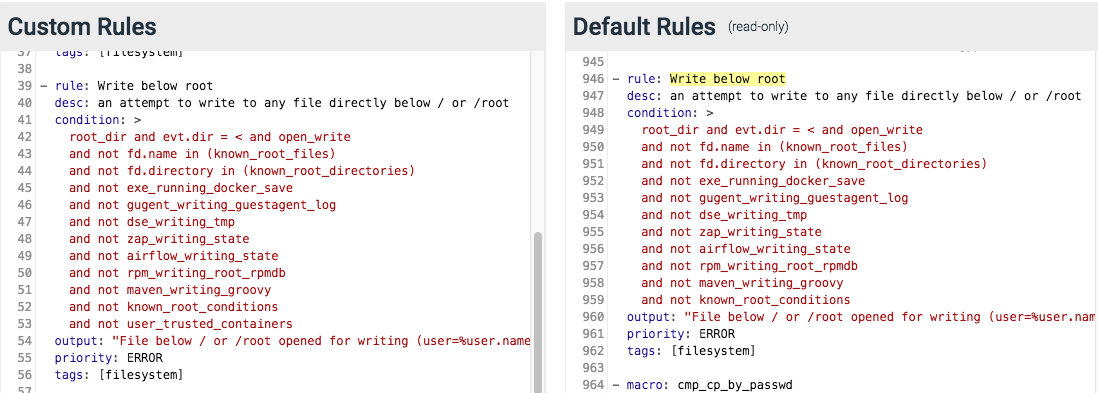 Custom Rules
37 tags: [filesystem]
38
39 - rule: Write below root
40 desc: an attempt to write to any file directly below / or /root
41 condition: >
42 root_dir and evt.dir = < and open_write
43 and not fd.name in (known_root_files)
44 and not fd.directory in (known_root_directories)
45 and not exe_running_docker_save
46 and not gugent_writing_guestagent_log
47 and not dse_writing_tmp
48 and not zap_writing_state
49 and not airflow_writing_state
50 and not rpm_writing_root_rpmdb
51 and not maven_writing_groovy
52 and not known_root_conditions
53 and not user_trusted_containers
54 output: "File below / or /root opened for writing (user=%user.name
55 priority: ERROR
56 tags: [filesystem]
57
Default Rules (read-only)
945
946 - rule: Write below root
947 desc: an attempt to write to any file directly below / or /root
948 condition: >
949 root_dir and evt.dir = < and open_write
950 and not fd.name in (known_root_files)
951 and not fd.directory in (known_root_directories)
952 and not exe_running_docker_save
953 and not gugent_writing_guestagent_log
954 and not dse_writing_tmp
955 and not zap_writing_state
956 and not airflow_writing_state
957 and not rpm_writing_root_rpmdb
958 and not maven_writing_groovy
959 and not known_root_conditions
960 output: "File below / or /root opened for writing (user=%user.nam
961 priority: ERROR
962 tags: [filesystem]
963
964 - macro: cmp_cp_by_passwd